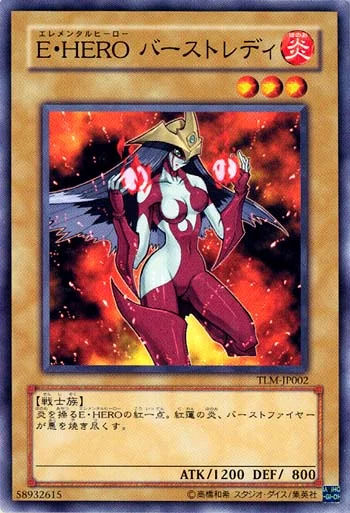 エレメンタルヒーロー
E・HERO バーストレディ
炎
TLM-JP002
【戦士族】
炎を操るE・HEROの紅一点。紅蓮の炎、バーストファイヤー
が悪を焼き尽くす。
ATK/1200 DEF/ 800
58932615
©高橋和希 スタジオ・ダイス/集英社